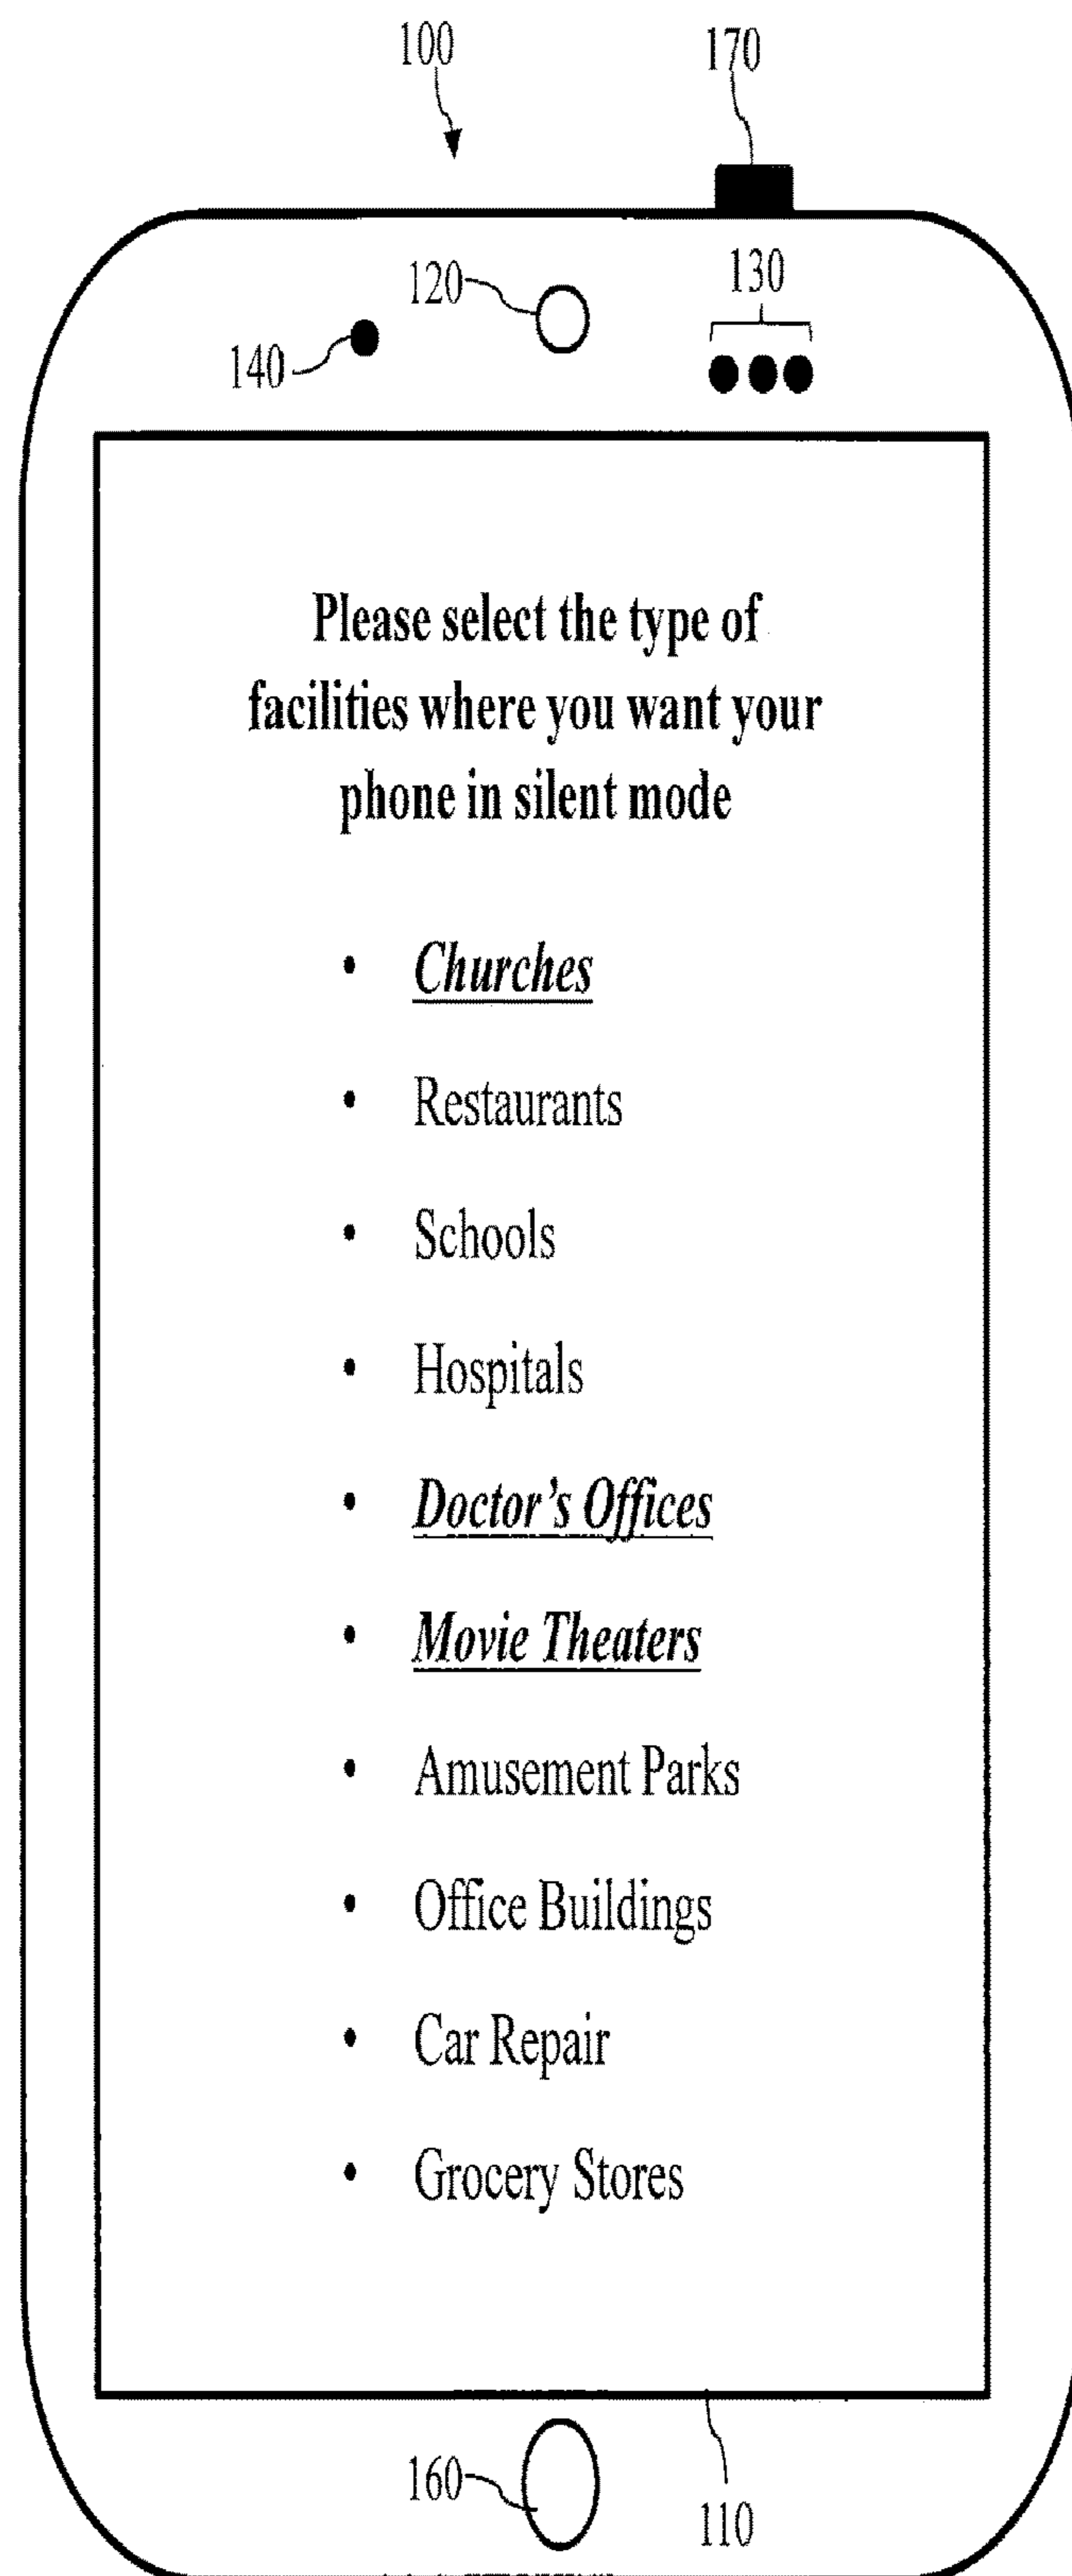 100
170
120
130
140
Please select the type of
facilities where you want your
phone in silent mode
• Churches
• Restaurants
• Schools
• Hospitals
• Doctor’s Offices
• Movie Theaters
• Amusement Parks
• Office Buildings
• Car Repair
• Grocery Stores
160
110